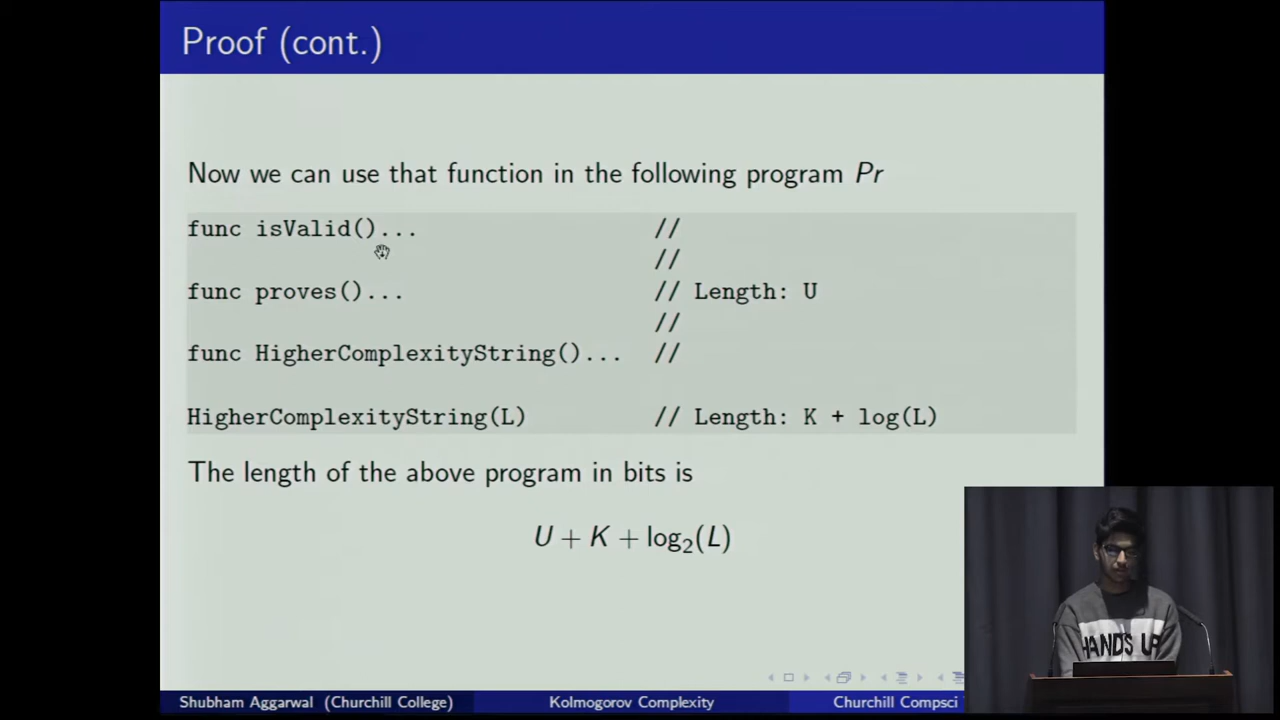 Proof (cont.)
Now we can use that function in the following program Pr
func isValid()... //
//
func proves()... // Length: U
//
func HigherComplexityString()... //
HigherComplexityString(L) // Length: K + log(L)
The length of the above program in bits is
U + K + log₂(L)
HANDS UP
Shubham Aggarwal (Churchill College) Kolmogorov Complexity Churchill Compsci